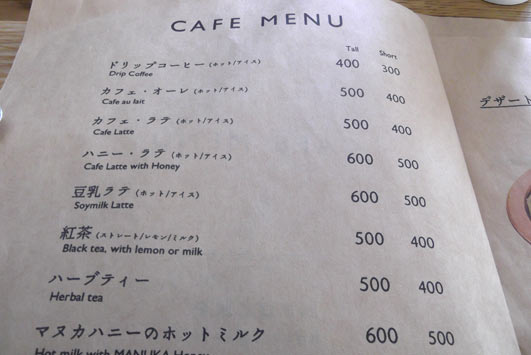 CAFE MENU
Tall Short
ドリップコーヒー (ホット/アイス) 400 300
Drip Coffee
カフェ・オーレ (ホット/アイス) 500 400
Cafe au lait
カフェ・ラテ (ホット/アイス) 500 400
Cafe Latte
ハニー・ラテ (ホット/アイス) 600 500
Cafe Latte with Honey
豆乳ラテ (ホット/アイス) 600 500
Soymilk Latte
紅茶 (ストレート/レモン/ミルク) 500 400
Black tea, with lemon or milk
ハーブティー 500 400
Herbal tea
マヌカハニーのホットミルク 600 500
Hot milk with MANUKA Honey
デザート